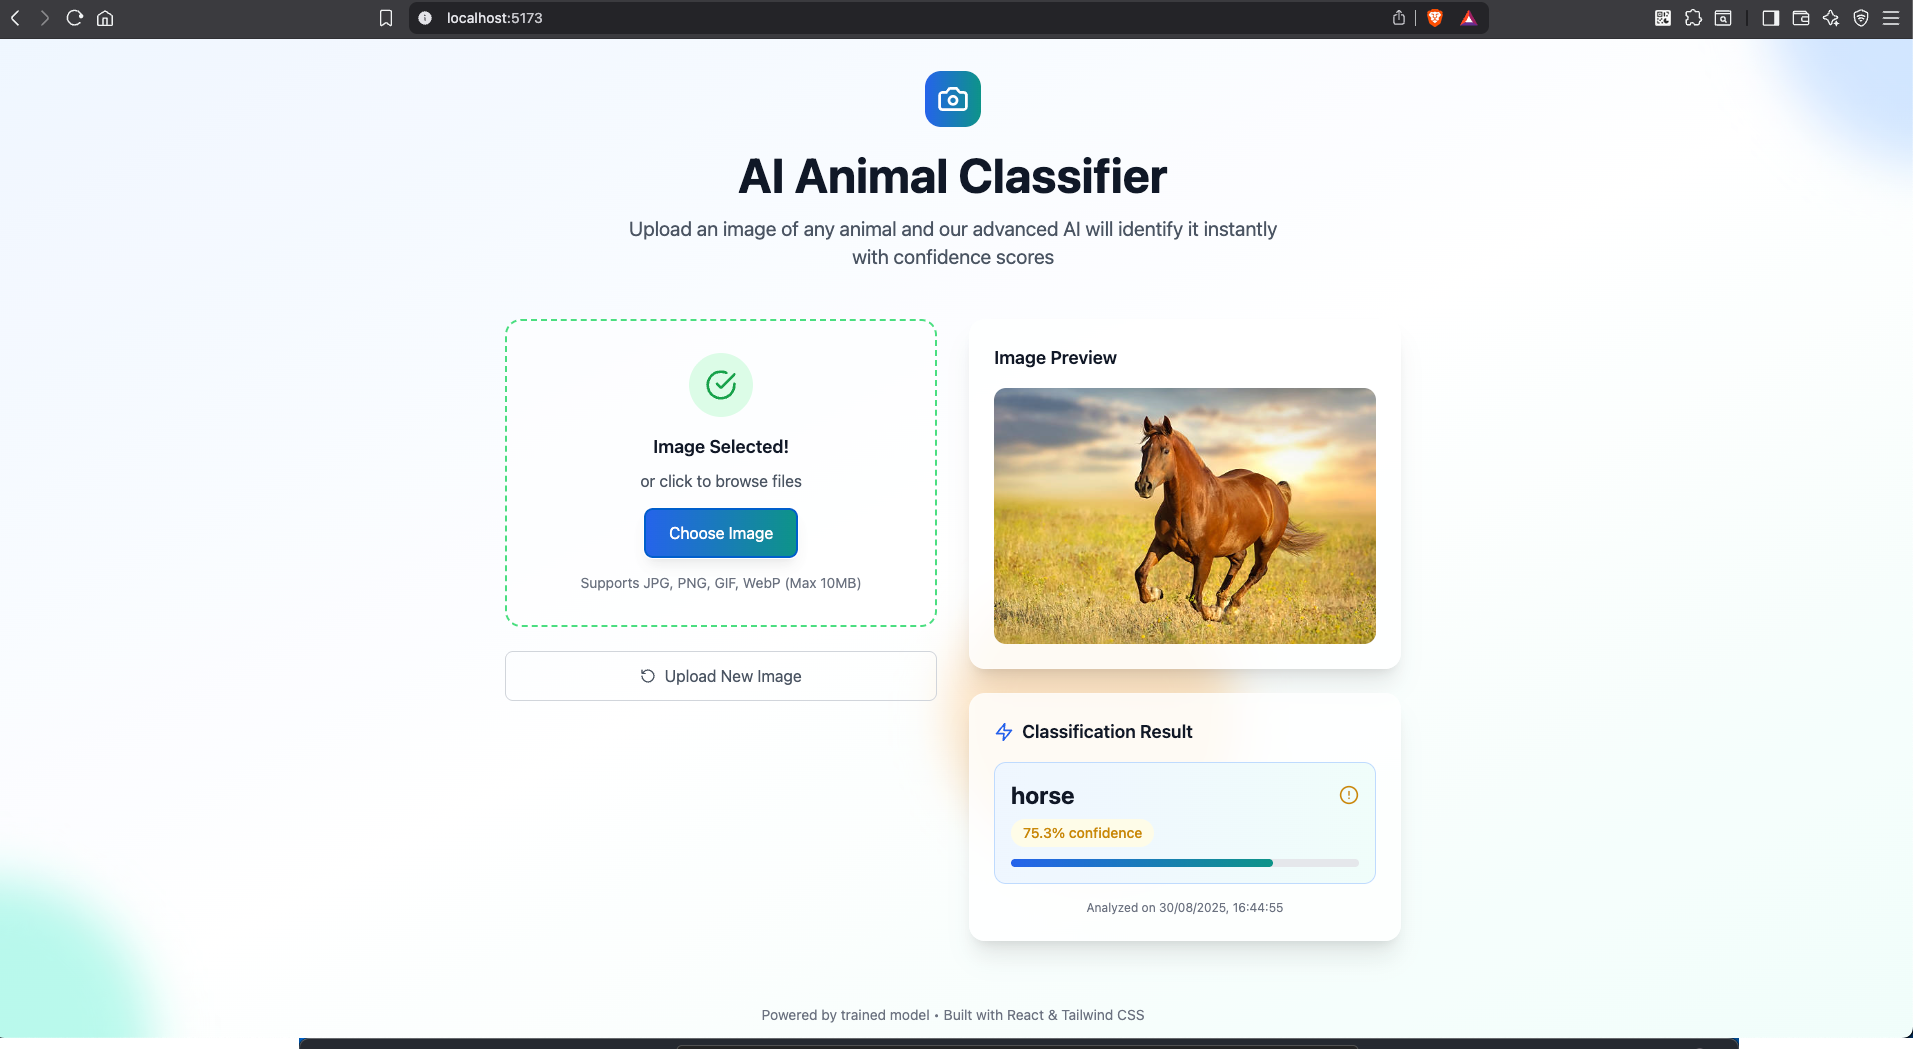 localhost:5173
AI Animal Classifier
Upload an image of any animal and our advanced AI will identify it instantly
with confidence scores
Image Selected!
or click to browse files
Choose Image
Supports JPG, PNG, GIF, WebP (Max 10MB)
Upload New Image
Image Preview
Classification Result
horse
75.3% confidence
Analyzed on 30/08/2025, 16:44:55
Powered by trained model • Built with React & Tailwind CSS